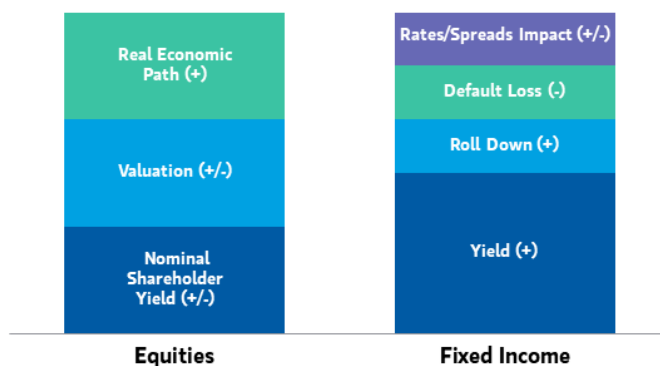 Real Economic
Path (+)
Valuation (+/-)
Nominal
Shareholder
Yield (+/-)
Equities
Rates/Spreads Impact (+/-)
Default Loss (-)
Roll Down (+)
Yield (+)
Fixed Income